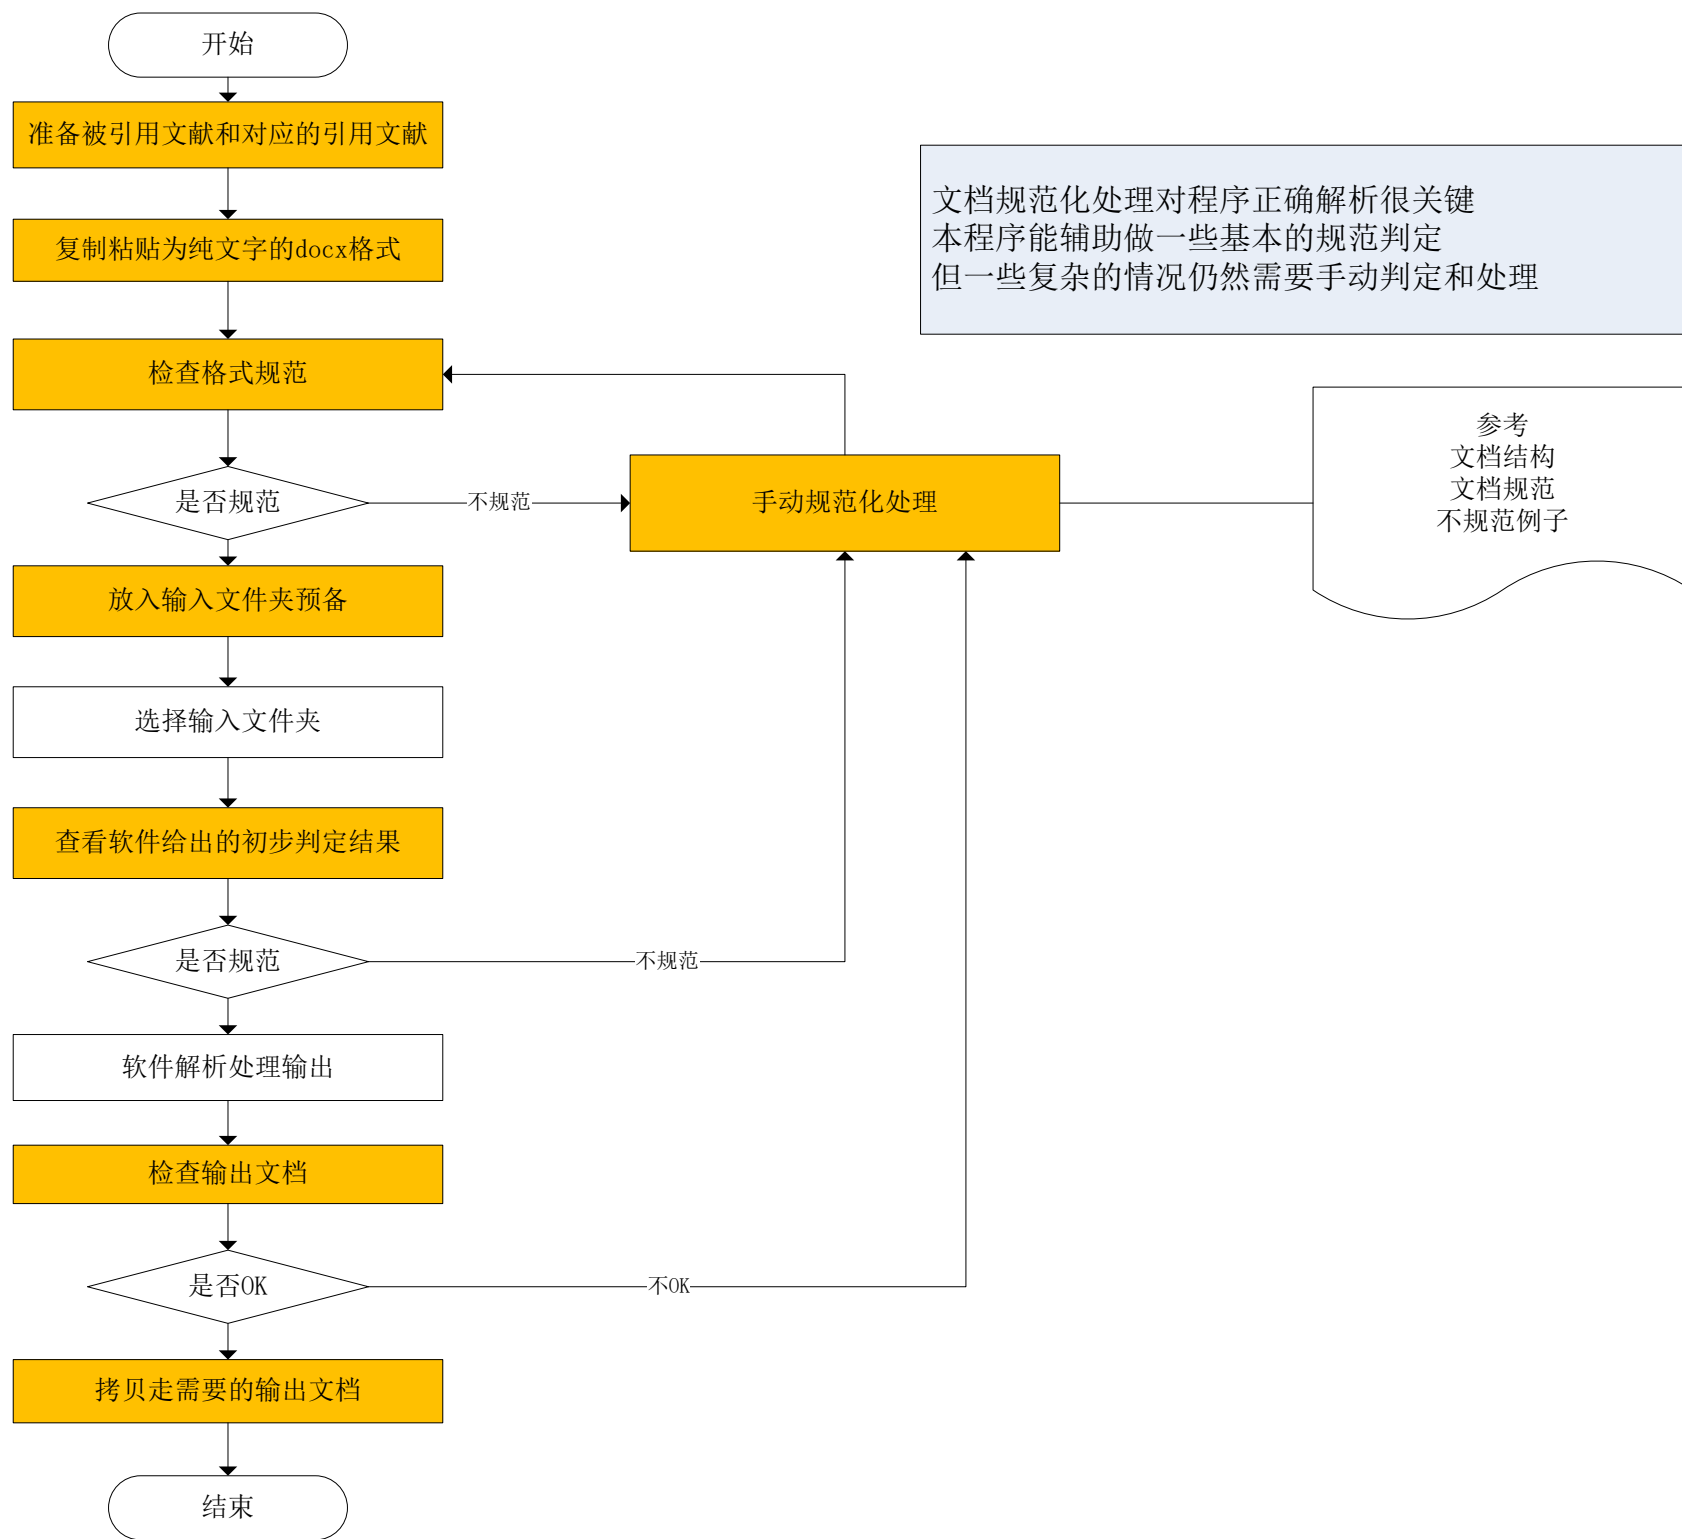 开始
准备被引用文献和对应的引用文献
复制粘贴为纯文字的docx格式
文档规范化处理对程序正确解析很关键
本程序能辅助做一些基本的规范判定
但一些复杂的情况仍然需要手动判定和处理
检查格式规范
是否规范
不规范
手动规范化处理
参考
文档结构
文档规范
不规范例子
放入输入文件夹预备
选择输入文件夹
查看软件给出的初步判定结果
是否规范
不规范
软件解析处理输出
检查输出文档
是否OK
不OK
拷贝走需要的输出文档
结束